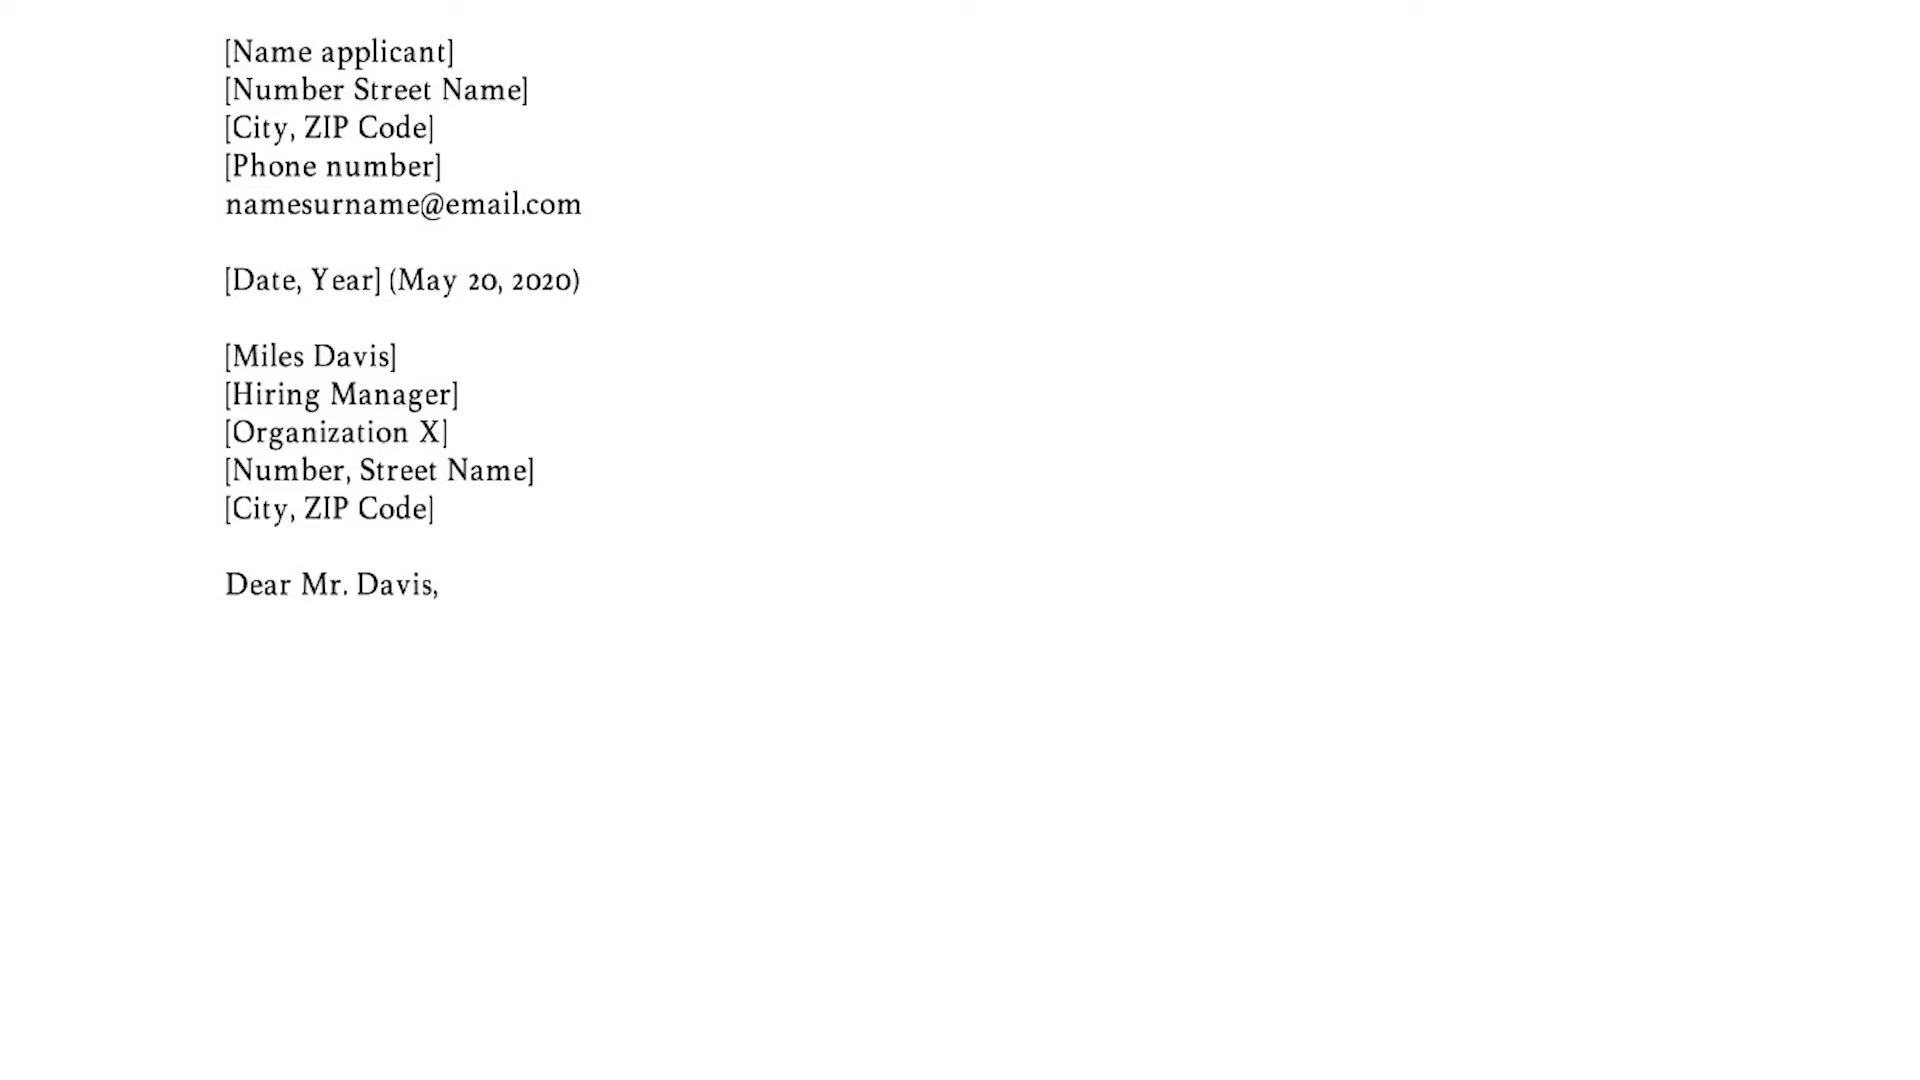 [Name applicant]
[Number Street Name]
[City, ZIP Code]
[Phone number]
namesurname@email.com
[Date, Year] (May 20, 2020)
[Miles Davis]
[Hiring Manager]
[Organization X]
[Number, Street Name]
[City, ZIP Code]
Dear Mr. Davis,